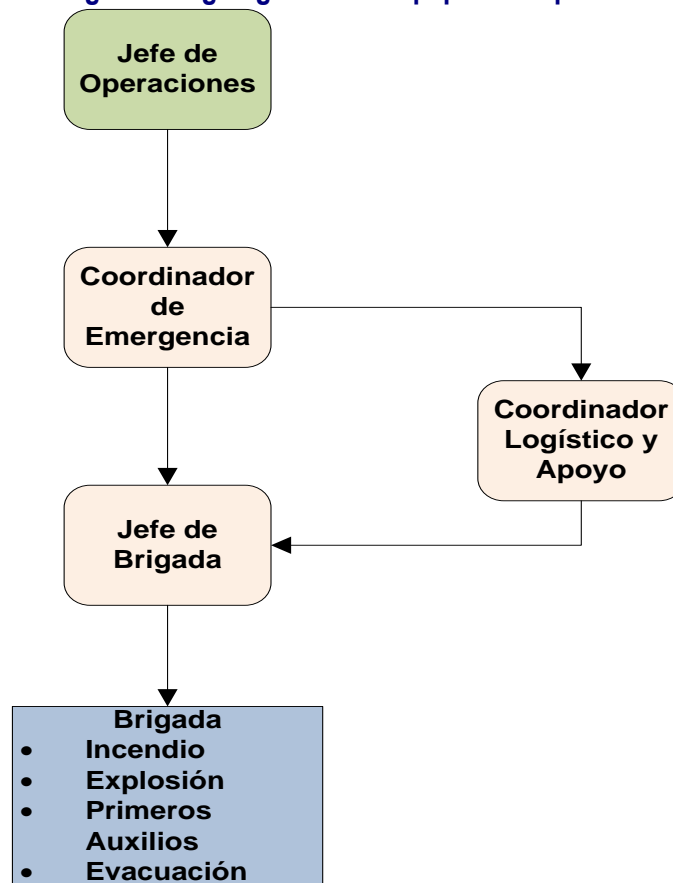 Jefe de
Operaciones
Coordinador
de
Emergencia
Coordinador
Logístico y
Apoyo
Jefe de
Brigada
Brigada
• Incendio
• Explosión
• Primeros
Auxilios
• Evacuación